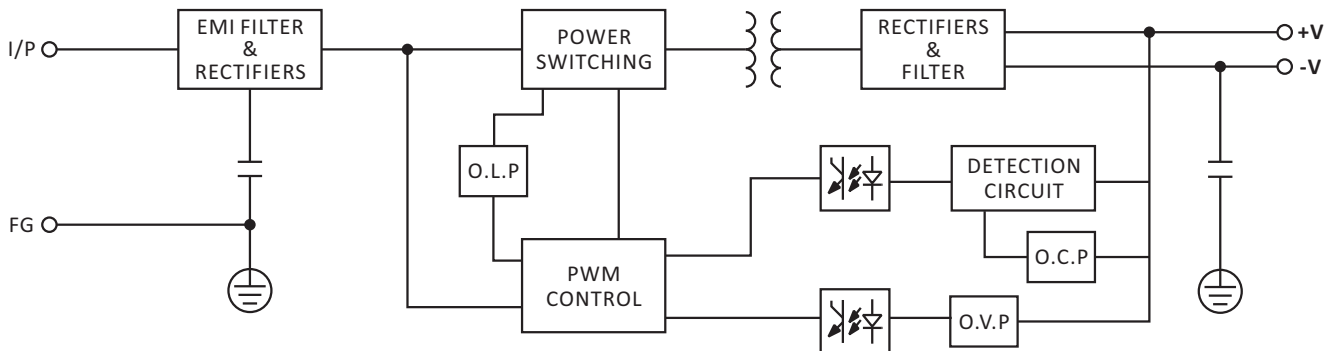 I/P
EMI FILTER
&
RECTIFIERS
POWER
SWITCHING
RECTIFIERS
&
FILTER
+V
-V
O.L.P
DETECTION
CIRCUIT
FG
O.C.P
PWM
CONTROL
O.V.P